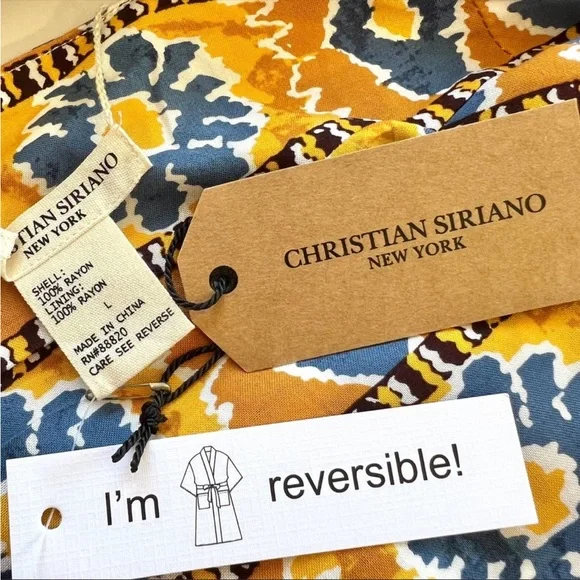 TIAN SIRIANO
NEW YORK
SHELL:
100% RAYON
LINING:
100% RAYON
L
MADE IN CHINA
RN#88820
CARE SEE REVERSE
CHRISTIAN SIRIANO
NEW YORK
I'm reversible!